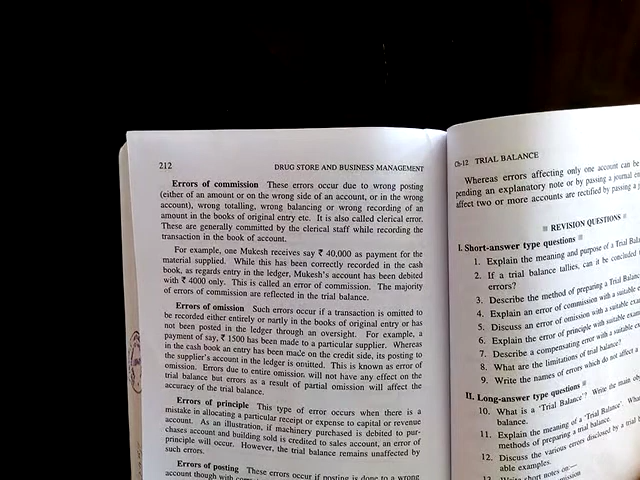 212
DRUG STORE AND BUSINESS MANAGEMENT
Errors of commission These errors occur due to wrong posting
(either of an amount or on the wrong side of an account, or in the wrong
account), wrong totalling, wrong balancing or wrong recording of an
amount in the books of original entry etc. It is also called clerical error.
These are generally committed by the clerical staff while recording the
transaction in the book of account.
For example, one Mukesh receives say ₹ 40,000 as payment for the
material supplied. While this has been correctly recorded in the cash
book, as regards entry in the ledger, Mukesh's account has been debited
with ₹ 4000 only. This is called an error of commission. The majority
of errors of commission are reflected in the trial balance.
Errors of omission Such errors occur if a transaction is omitted to
be recorded either entirely or partly in the books of original entry or has
not been posted in the ledger through an oversight. For example, a
payment of say, ₹ 1500 has been made to a particular supplier. Whereas
in the cash book an entry has been made on the credit side, its posting to
the supplier's account in the ledger is omitted. This is known as error of
omission. Errors due to entire omission will not have any effect on the
trial balance but errors as a result of partial omission will affect the
accuracy of the trial balance.
Errors of principle This type of error occurs when there is a
mistake in allocating a particular receipt or expense to capital or revenue
account. As an illustration, if machinery purchased is debited to pur-
chases account and building sold is credited to sales account, an error of
principle will occur. However, the trial balance remains unaffected by
such errors.
Errors of posting These errors occur if posting is done to a wrong
account though with
Ch-12 TRIAL BALANCE
Whereas errors affecting only one account can be
pending an explanatory note or by passing a journal
affect two or more accounts are rectified by passing a
REVISION QUESTIONS
I. Short-answer type questions
1. Explain the meaning and purpose of a Trial
2. If a trial balance tallies, can it be concluded
errors?
3. Describe the method of preparing a Trial
4. Explain an error of commission with a suitable
5. Discuss an error of omission with a suitable
6. Explain the error of principle with suitable
7. Describe a compensating error with a suitable
8. What are the limitations of trial balance?
9. Write the names of errors which do not affect a
II. Long-answer type questions
10. What is a 'Trial Balance'? Write the main
balance.
11. Explain the meaning of a 'Trial Balance'. What
methods of preparing a trial balance.
12. Discuss the various errors disclosed by a trial
able examples.
13. Write short notes on—